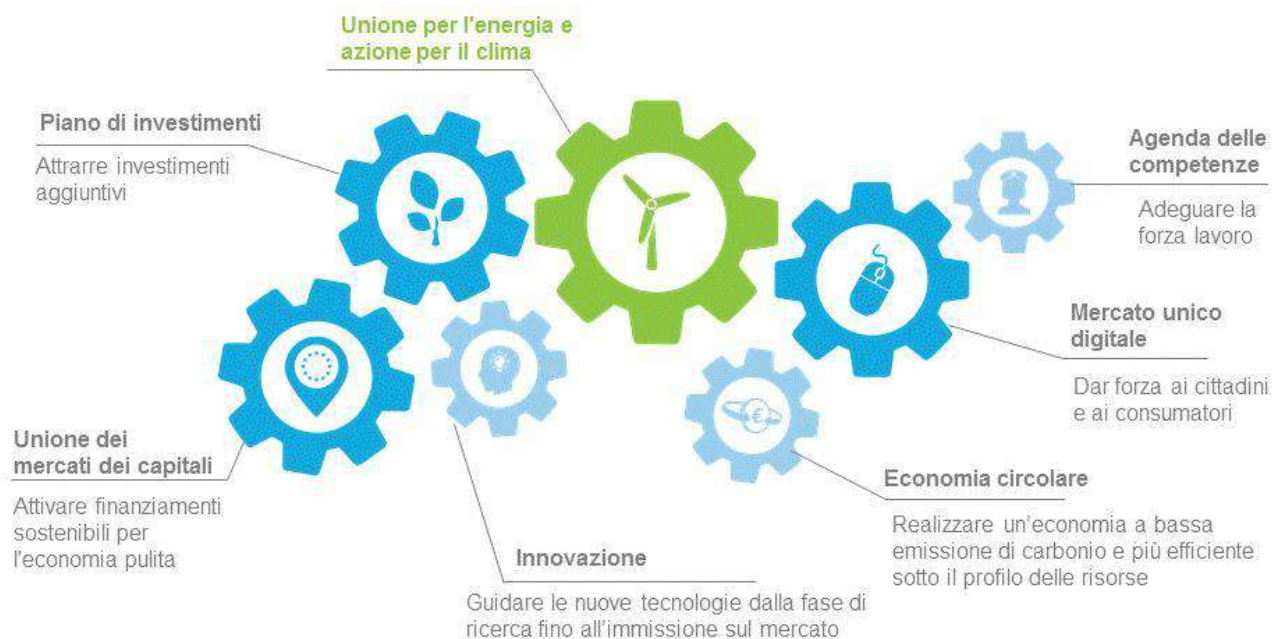 Unione per l'energia e
azione per il clima
Piano di investimenti
Attrarre investimenti
aggiuntivi
Agenda delle
competenze
Adeguare la
forza lavoro
Mercato unico
digitale
Dar forza ai cittadini
e ai consumatori
Unione dei
mercati dei capitali
Attivare finanziamenti
sostenibili per
l'economia pulita
Economia circolare
Realizzare un'economia a bassa
emissione di carbonio e più efficiente
sotto il profilo delle risorse
Innovazione
Guidare le nuove tecnologie dalla fase di
ricerca fino all'immissione sul mercato
€